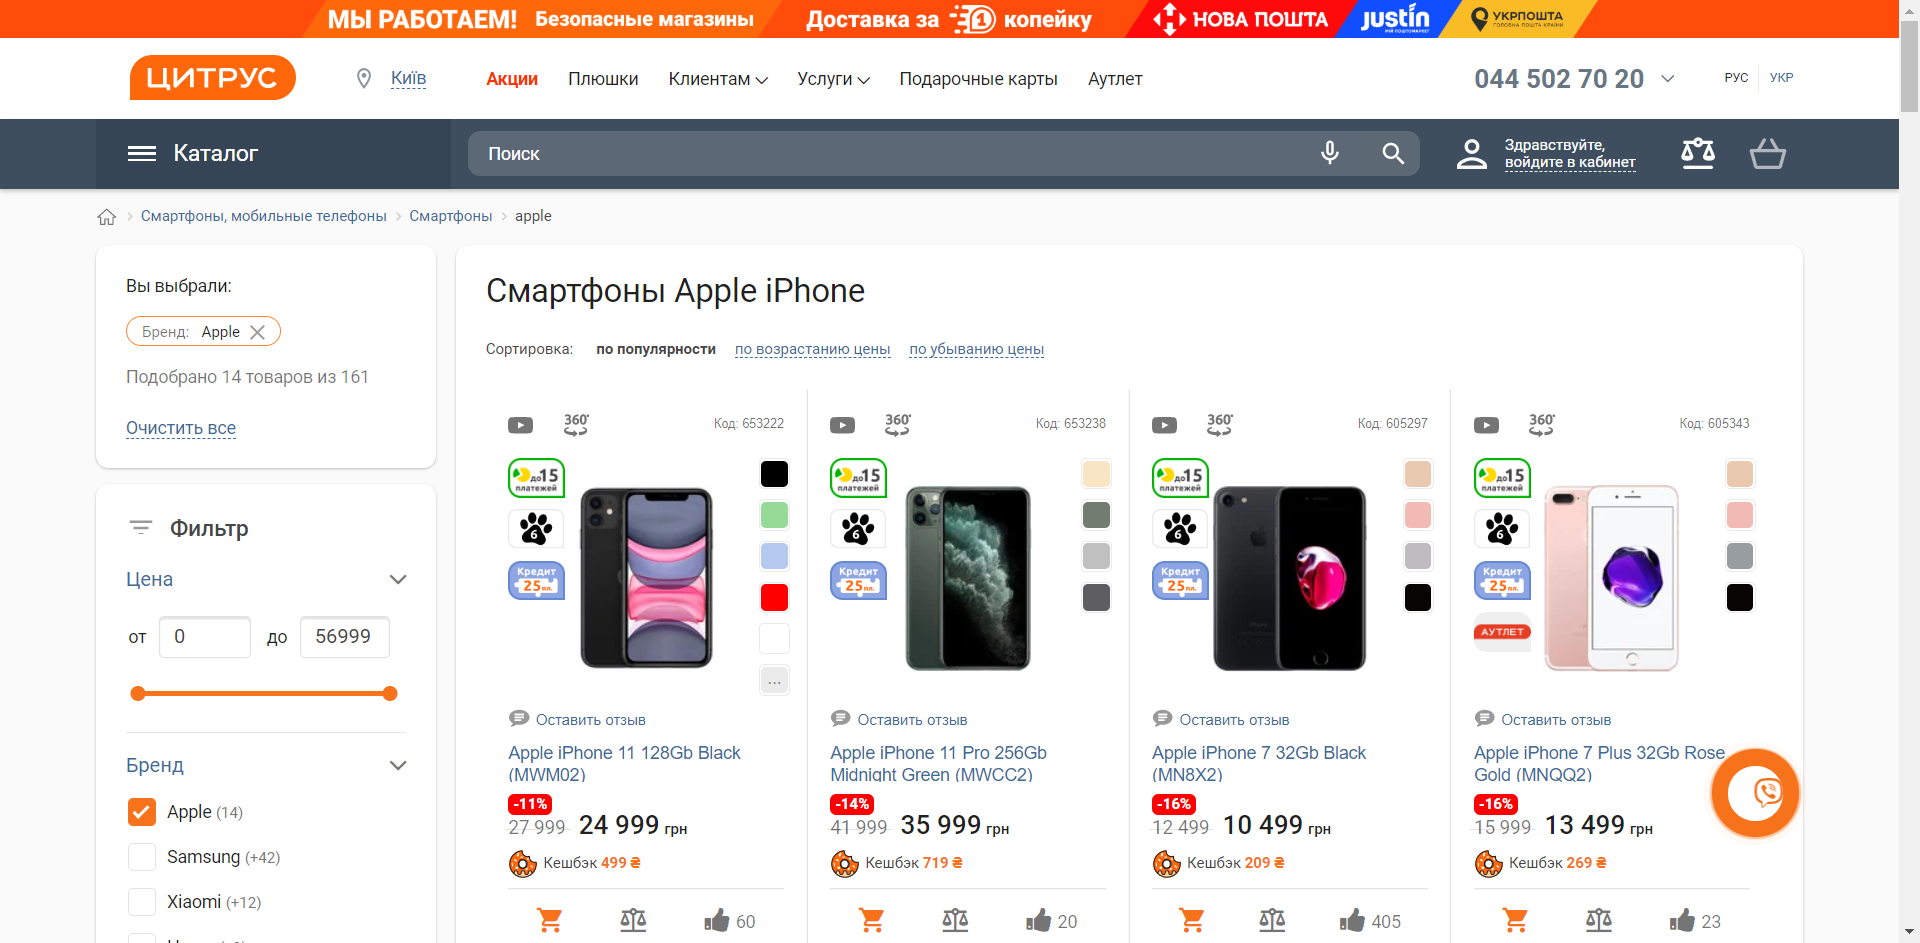 МЫ РАБОТАЕМ! Безопасные магазины Доставка за 1 копейку НОВА ПОШТА justin УКРПОШТА
ЦИТРУС Київ Акции Плюшки Клиентам Услуги Подарочные карты Аутлет 044 502 70 20 РУС УКР
Каталог Поиск Здравствуйте,
войдите в кабинет
Смартфоны, мобильные телефоны Смартфоны apple
Вы выбрали:
Бренд: Apple
Подобрано 14 товаров из 161
Очистить все
Фильтр
Цена
от 0 до 56999
Бренд
Apple (14)
Samsung (+42)
Xiaomi (+12)
Смартфоны Apple iPhone
Сортировка: по популярности по возрастанию цены по убыванию цены
360° Код: 653222
до 15
платежей
6
Кредит
25 пл.
...
Оставить отзыв
Apple iPhone 11 128Gb Black
(MWM02)
-11%
27 999 24 999 грн
Кешбэк 499 ₴
60
360° Код: 653238
до 15
платежей
6
Кредит
25 пл.
Оставить отзыв
Apple iPhone 11 Pro 256Gb
Midnight Green (MWCC2)
-14%
41 999 35 999 грн
Кешбэк 719 ₴
20
360° Код: 605297
до 15
платежей
6
Кредит
25 пл.
Оставить отзыв
Apple iPhone 7 32Gb Black
(MN8X2)
-16%
12 499 10 499 грн
Кешбэк 209 ₴
405
360° Код: 605343
до 15
платежей
6
Кредит
25 пл.
АУТЛЕТ
Оставить отзыв
Apple iPhone 7 Plus 32Gb Rose
Gold (MNQQ2)
-16%
15 999 13 499 грн
Кешбэк 269 ₴
23